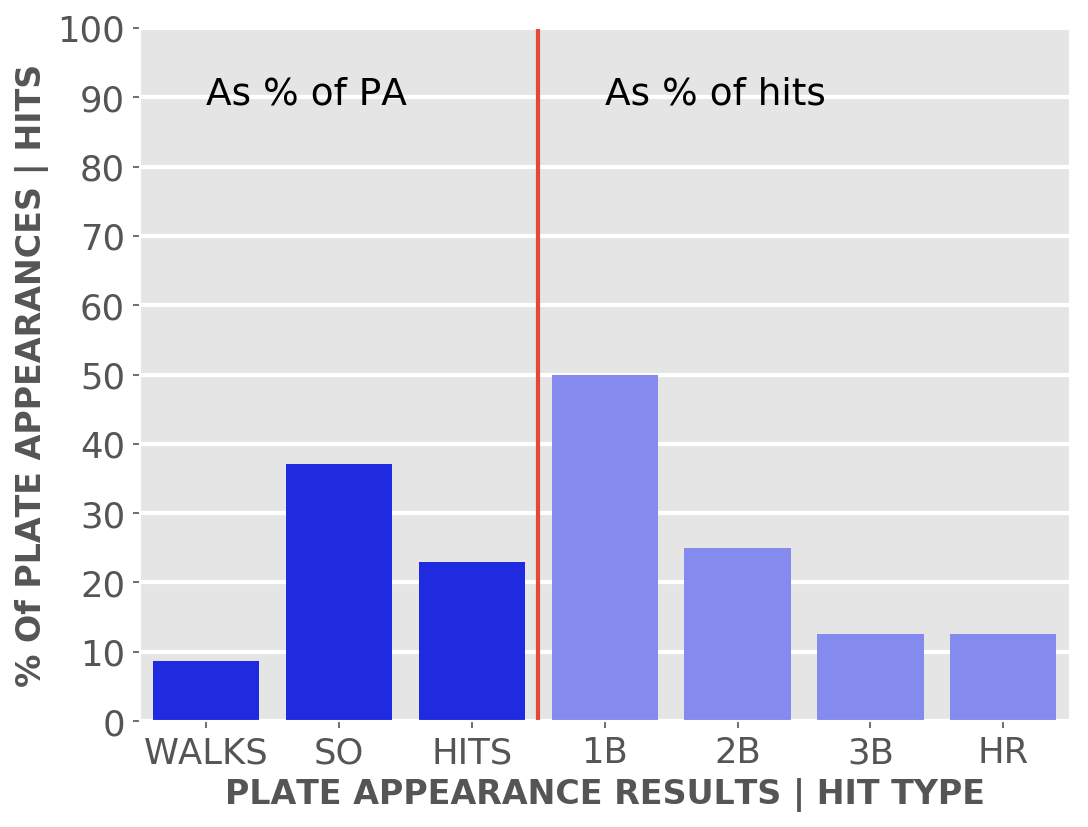 % Of PLATE APPEARANCES | HITS
100
90
80
70
60
50
40
30
20
10
0
As % of PA
As % of hits
WALKS SO HITS 1B 2B 3B HR
PLATE APPEARANCE RESULTS | HIT TYPE